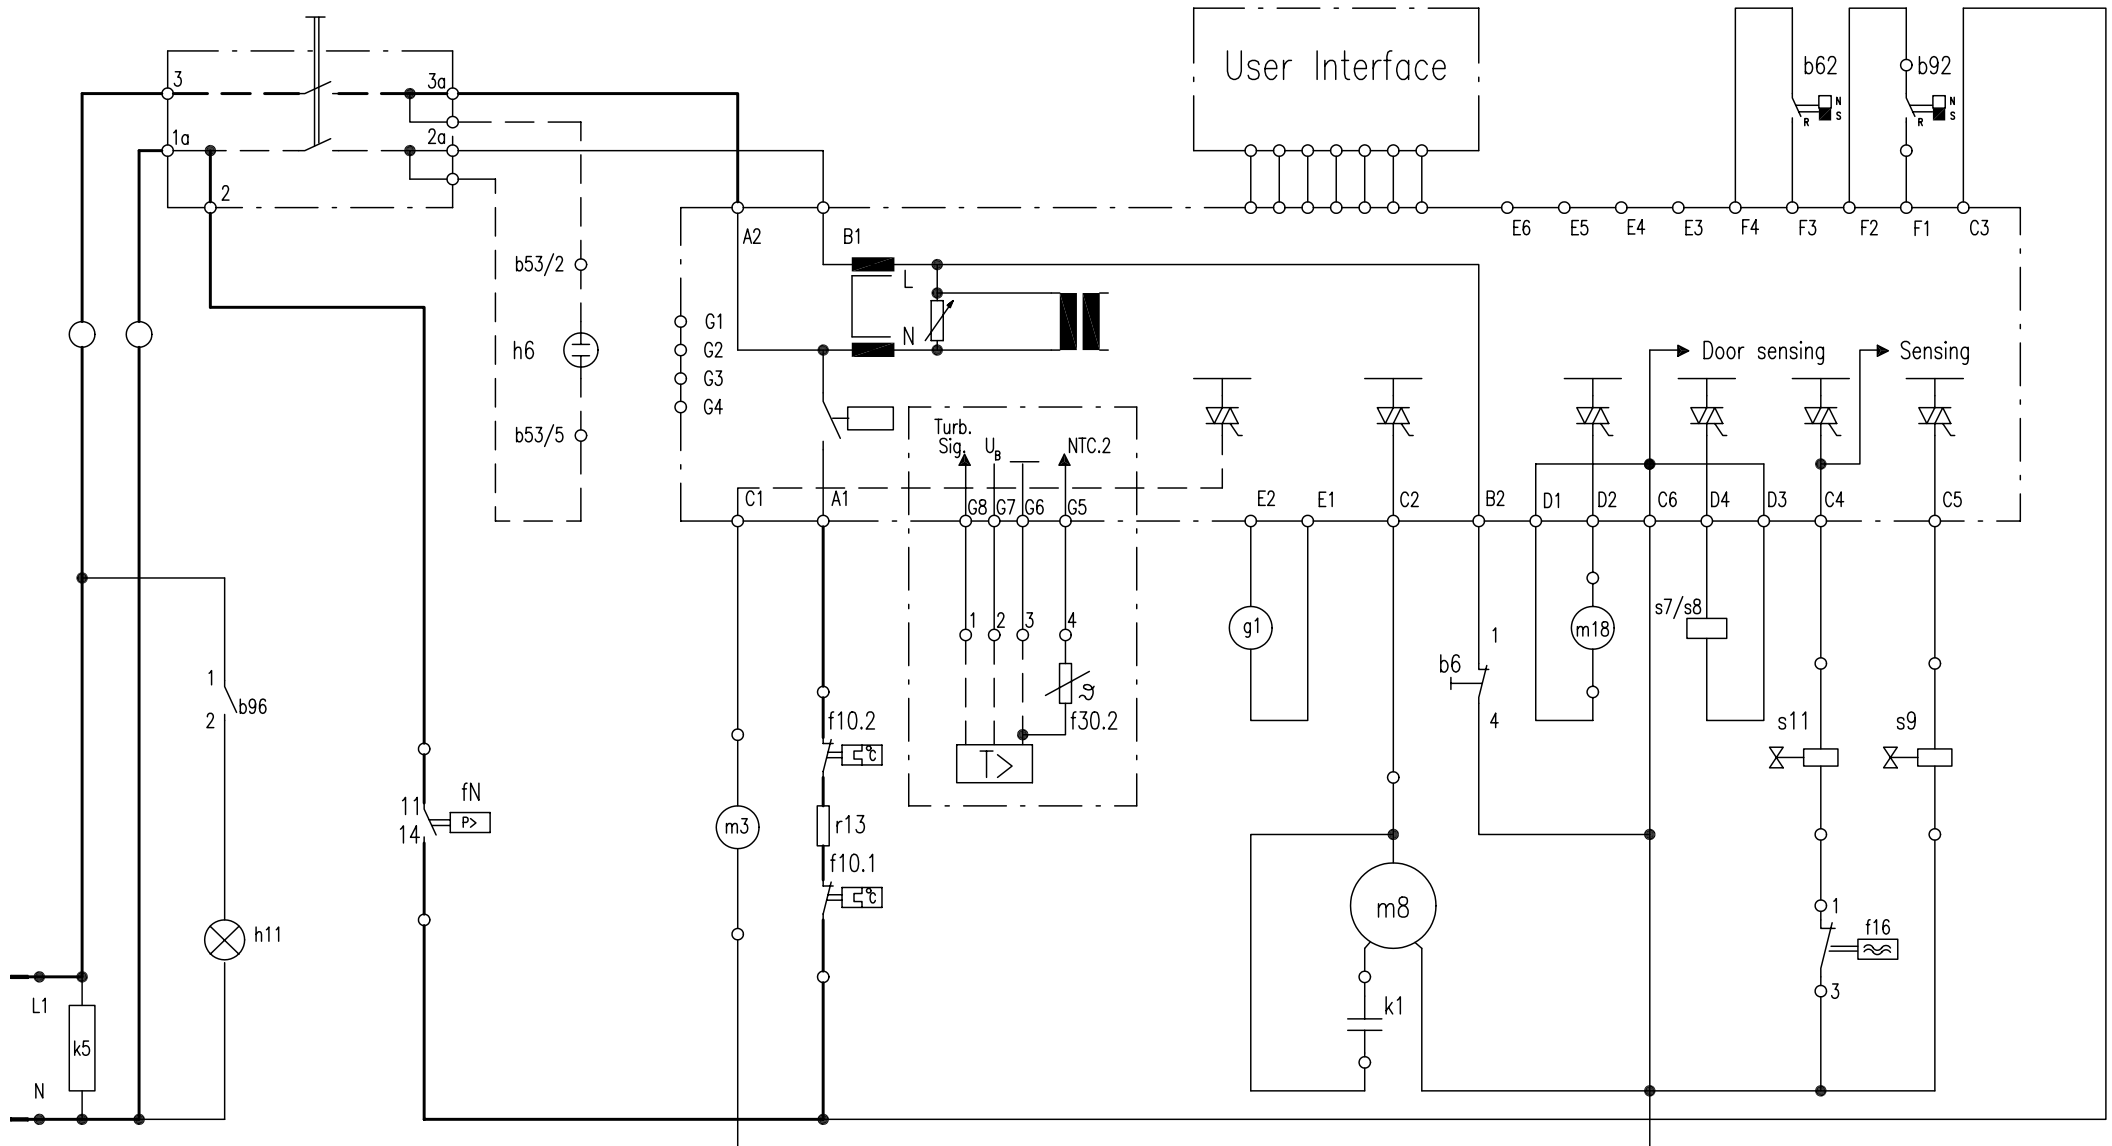 User Interface
b62
b92
N
S
R
N
S
R
3
3a
1a
2a
2
E6
E5
E4
E3
F4
F3
F2
F1
C3
A2
B1
b53/2
L
G1
N
G2
h6
G3
G4
Door sensing
Sensing
b53/5
Turb.
Sig.
UB
NTC.2
C1
A1
G8
G7
G6
G5
E2
E1
C2
B2
D1
D2
C6
D4
D3
C4
C5
1
2
3
4
g1
1
m18
s7/s8
b6
1
b96
2
ϑ
f10.2
f30.2
4
s11
s9
°C
T>
fN
11
P>
14
m3
r13
f10.1
°C
m8
1
f16
h11
3
L1
k1
k5
N